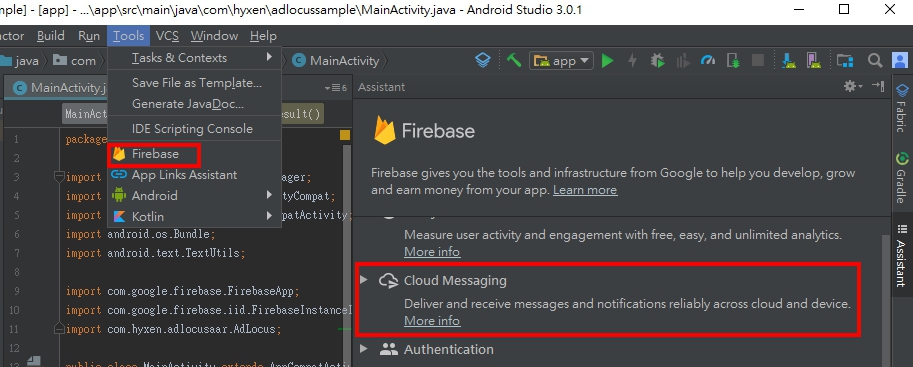 mple] - [app] - ...\app\src\main\java\com\hyxen\adlocussample\MainActivity.java - Android Studio 3.0.1
actor Build Run Tools VCS Window Help
java com MainActivity app
Tasks & Contexts
Save File as Template...
Generate JavaDoc...
IDE Scripting Console
Firebase
App Links Assistant
Android
Kotlin
MainActivity.j
6
MainAct
sult()
1 package
2
3 import ager;
4 import tyCompat;
5 import patActivity;
6 import android.os.Bundle;
7 import android.text.TextUtils;
8
9 import com.google.firebase.FirebaseApp;
10 import com.google.firebase.iid.FirebaseInstanceI
11 import com.hyxen.adlocusaar.AdLocus;
12
13 public class MainActivity extends AppCompatActivi
Assistant
Firebase
Firebase gives you the tools and infrastructure from Google to help you develop, grow
and earn money from your app. Learn more
Measure user activity and engagement with free, easy, and unlimited analytics.
More info
Cloud Messaging
Deliver and receive messages and notifications reliably across cloud and device.
More info
Authentication
Fabric
Gradle
Assistant